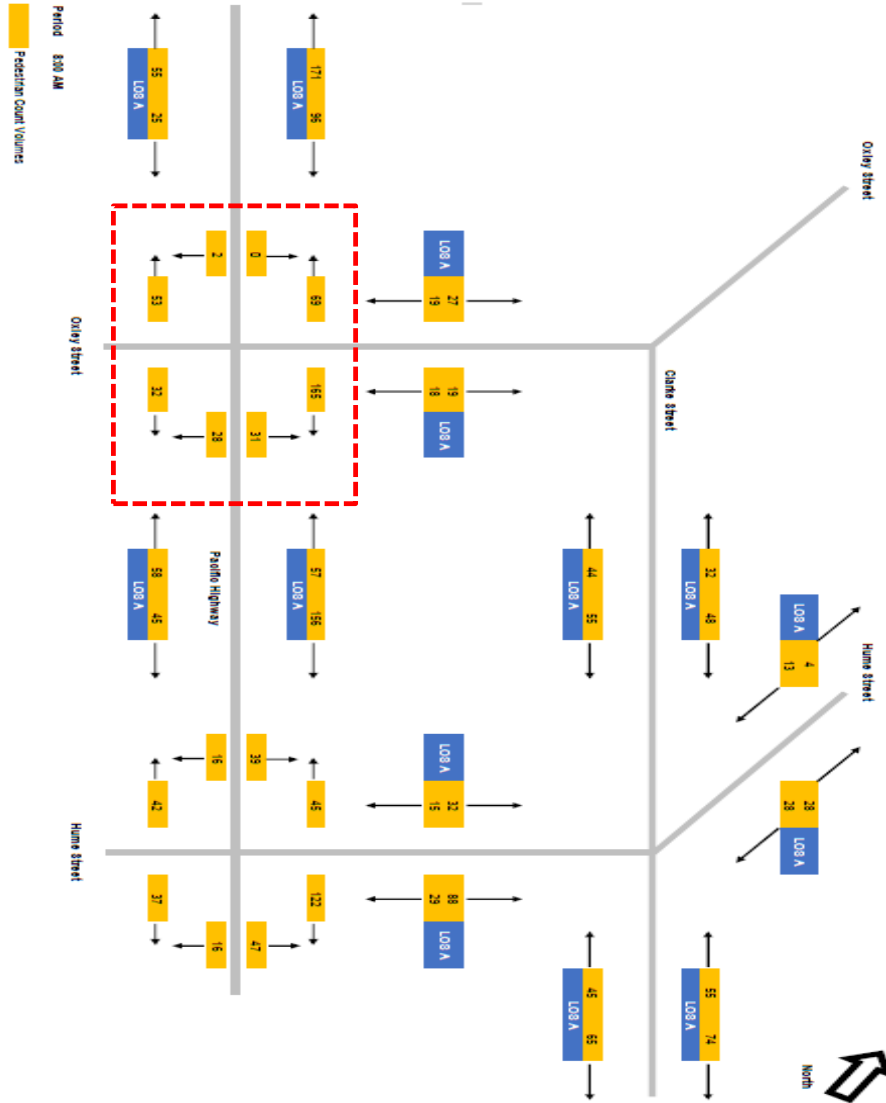 Oxley Street
Hume Street
North
LOS A
4
13
28
28
LOS A
32 48
LOS A
55 74
LOS A
Clarke Street
44 55
LOS A
45 65
LOS A
LOS A
27
19
19
18
LOS A
LOS A
32
15
88
29
LOS A
171 96
LOS A
69
165
57 156
LOS A
45
122
0
31
39
47
2
28
Pacific Highway
16
16
55 25
LOS A
53
32
58 45
LOS A
42
37
Oxley Street
Hume Street
Period 8:00 AM
Pedestrian Count Volumes